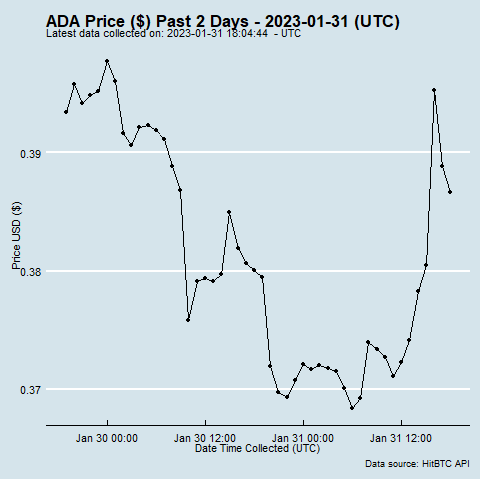 ADA Price ($) Past 2 Days - 2023-01-31 (UTC)
Latest data collected on: 2023-01-31 18:04:44 - UTC
0.39
0.38
0.37
Price USD ($)
Jan 30 00:00 Jan 30 12:00 Jan 31 00:00 Jan 31 12:00
Date Time Collected (UTC)
Data source: HitBTC API